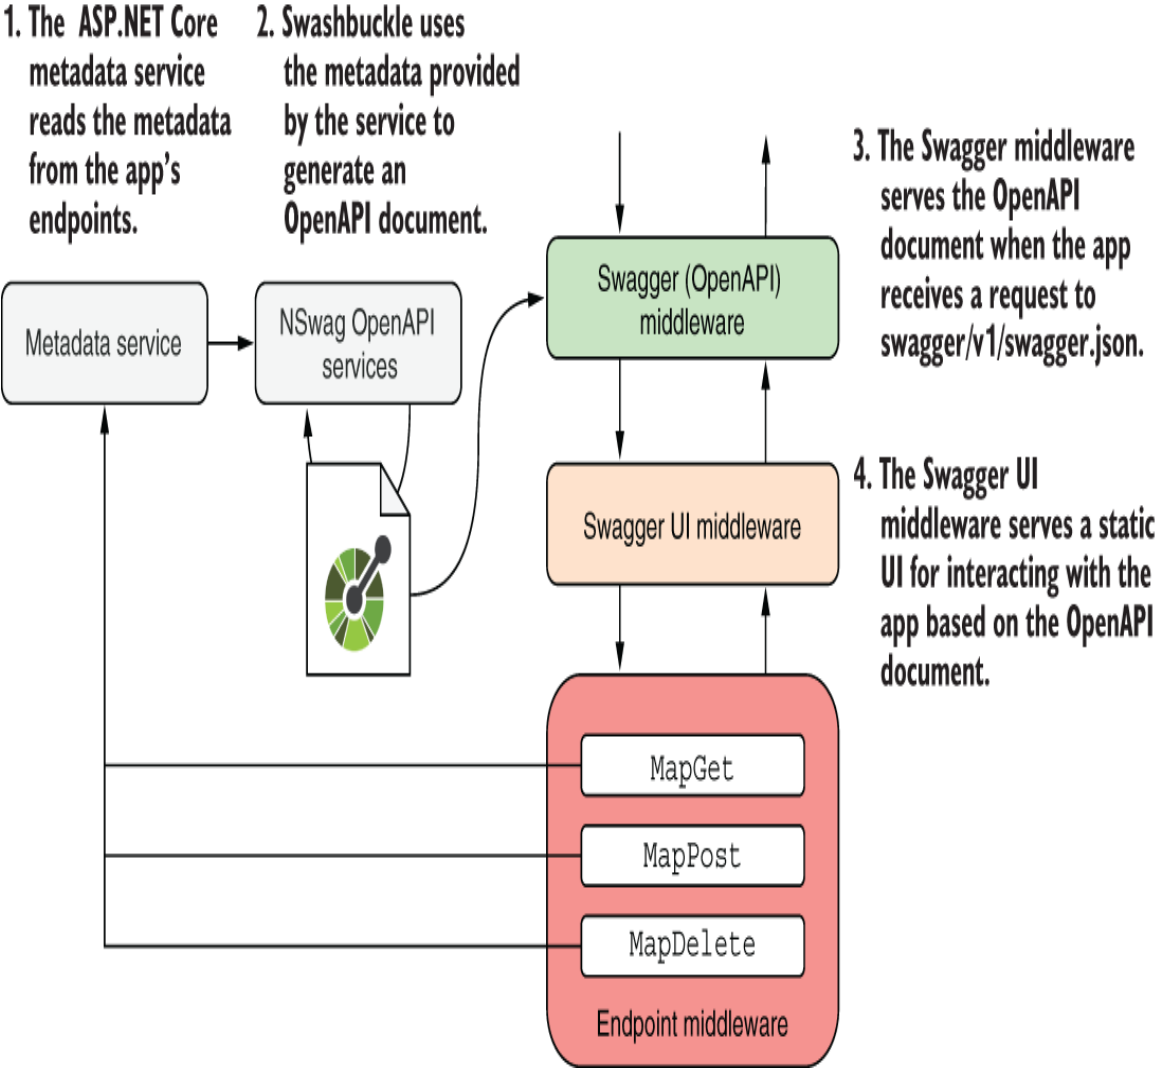 1. The ASP.NET Core
metadata service
reads the metadata
from the app's
endpoints.
2. Swashbuckle uses
the metadata provided
by the service to
generate an
OpenAPI document.
3. The Swagger middleware
serves the OpenAPI
document when the app
receives a request to
swagger/v1/swagger.json.
Metadata service
NSwag OpenAPI
services
Swagger (OpenAPI)
middleware
4. The Swagger UI
middleware serves a static
UI for interacting with the
app based on the OpenAPI
document.
Swagger UI middleware
MapGet
MapPost
MapDelete
Endpoint middleware